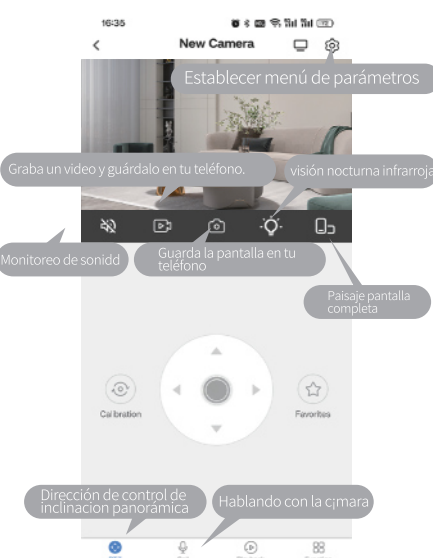 16:35
New Camera
Establecer menú de parámetros
Graba un video y guárdalo en tu teléfono.
visión nocturna infrarroja
Monitoreo de sonidd
Guarda la pantalla en tu
teléfono
Paisaje pantalla
completa
Calibration
Favorites
Dirección de control de
inclinacion panorámica
Hablando con la c¡mara